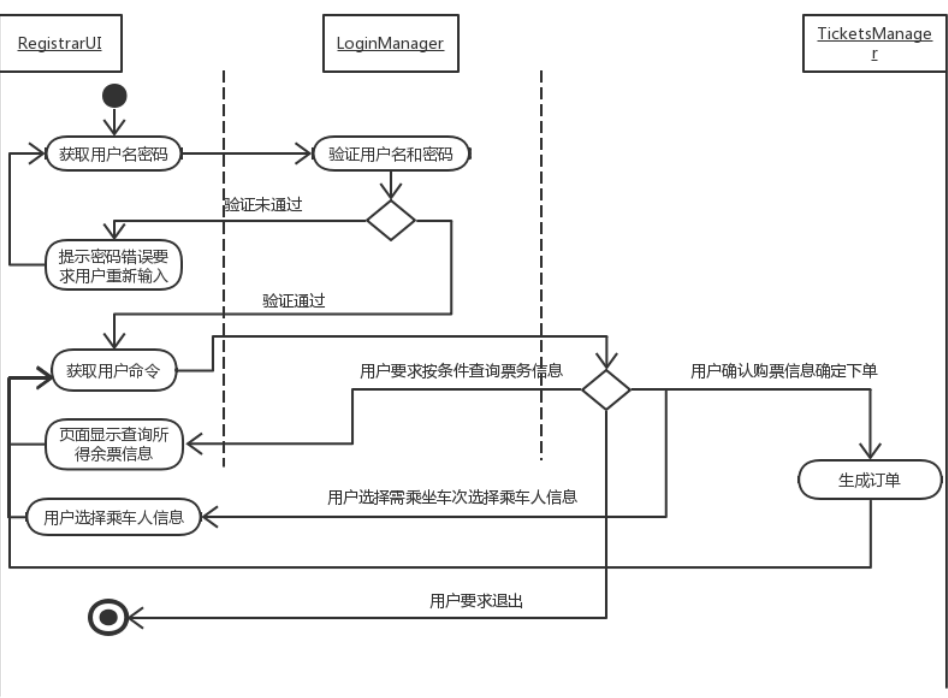 RegistrarUI
LoginManager
TicketsManage
r
获取用户名密码
验证用户名和密码
验证未通过
提示密码错误要
求用户重新输入
验证通过
获取用户命令
用户要求按条件查询票务信息
用户确认购票信息确定下单
页面显示查询所
得余票信息
生成订单
用户选择需乘坐车次选择乘车人信息
用户选择乘车人信息
用户要求退出